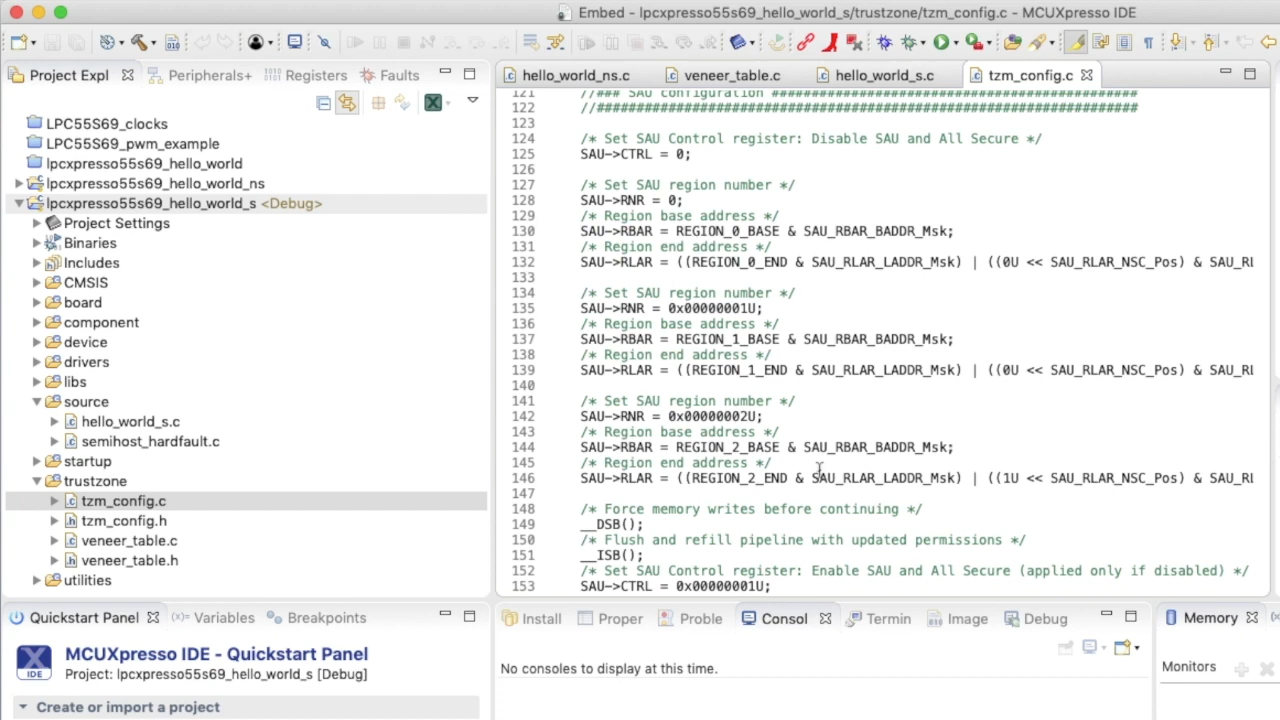 Embed - lpcxpresso55s69_hello_world_s/trustzone/tzm_config.c - MCUXpresso IDE
Project Expl
Peripherals+
Registers
Faults
LPC55S69_clocks
LPC55S69_pwm_example
lpcxpresso55s69_hello_world
lpcxpresso55s69_hello_world_ns
lpcxpresso55s69_hello_world_s <Debug>
Project Settings
Binaries
Includes
CMSIS
board
component
device
drivers
libs
source
hello_world_s.c
semihost_hardfault.c
startup
trustzone
tzm_config.c
tzm_config.h
veneer_table.c
veneer_table.h
utilities
hello_world_ns.c
veneer_table.c
hello_world_s.c
tzm_config.c
121 //### SAU configuration ##############################################
122 //####################################################################
123
124 /* Set SAU Control register: Disable SAU and All Secure */
125 SAU->CTRL = 0;
126
127 /* Set SAU region number */
128 SAU->RNR = 0;
129 /* Region base address */
130 SAU->RBAR = REGION_0_BASE & SAU_RBAR_BADDR_Msk;
131 /* Region end address */
132 SAU->RLAR = ((REGION_0_END & SAU_RLAR_LADDR_Msk) | ((0U << SAU_RLAR_NSC_Pos) & SAU_RL
133
134 /* Set SAU region number */
135 SAU->RNR = 0x00000001U;
136 /* Region base address */
137 SAU->RBAR = REGION_1_BASE & SAU_RBAR_BADDR_Msk;
138 /* Region end address */
139 SAU->RLAR = ((REGION_1_END & SAU_RLAR_LADDR_Msk) | ((0U << SAU_RLAR_NSC_Pos) & SAU_RL
140
141 /* Set SAU region number */
142 SAU->RNR = 0x00000002U;
143 /* Region base address */
144 SAU->RBAR = REGION_2_BASE & SAU_RBAR_BADDR_Msk;
145 /* Region end address */
146 SAU->RLAR = ((REGION_2_END & SAU_RLAR_LADDR_Msk) | ((1U << SAU_RLAR_NSC_Pos) & SAU_RL
147
148 /* Force memory writes before continuing */
149 __DSB();
150 /* Flush and refill pipeline with updated permissions */
151 __ISB();
152 /* Set SAU Control register: Enable SAU and All Secure (applied only if disabled) */
153 SAU->CTRL = 0x00000001U;
Quickstart Panel
(x)= Variables
Breakpoints
IDE
MCUXpresso IDE - Quickstart Panel
Project: lpcxpresso55s69_hello_world_s [Debug]
Create or import a project
Install
Proper
Proble
Consol
Termin
Image
Debug
No consoles to display at this time.
Memory
Monitors